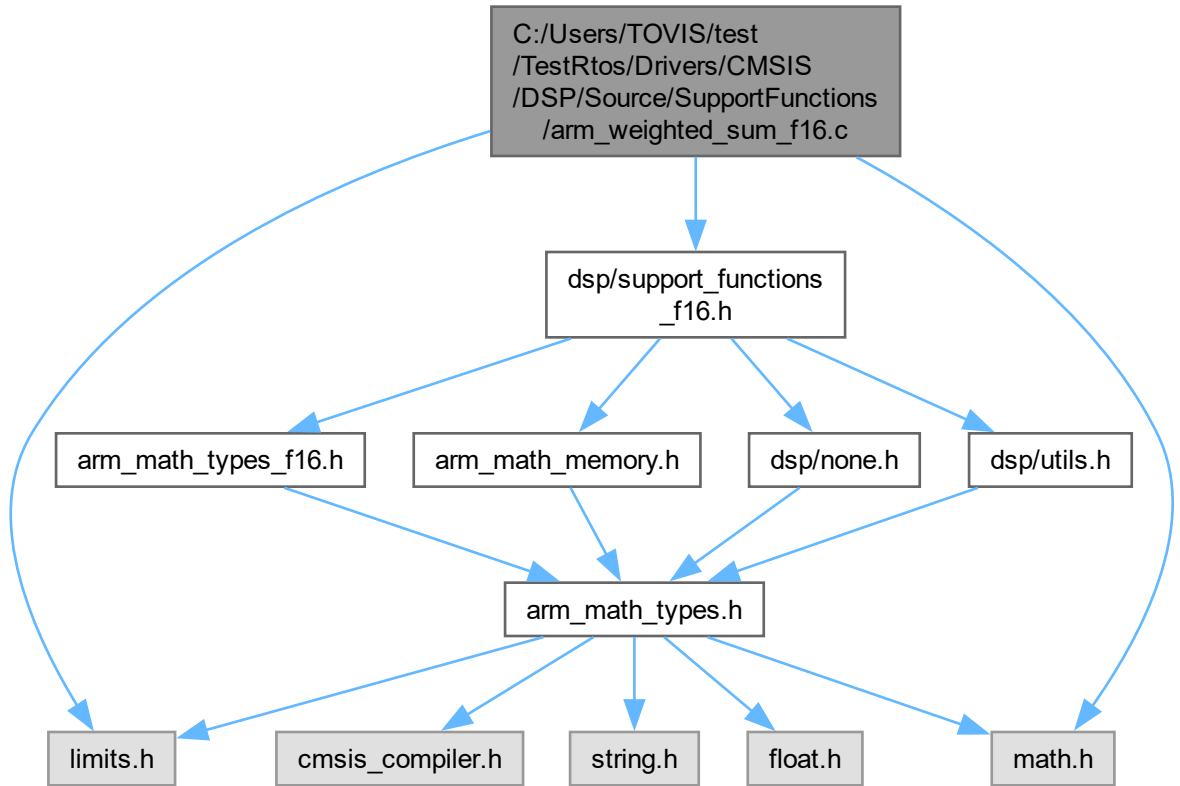 C:/Users/TOVIS/test
/TestRtos/Drivers/CMSIS
/DSP/Source/SupportFunctions
/arm_weighted_sum_f16.c
dsp/support_functions
_f16.h
arm_math_types_f16.h
arm_math_memory.h
dsp/none.h
dsp/utils.h
arm_math_types.h
limits.h
cmsis_compiler.h
string.h
float.h
math.h